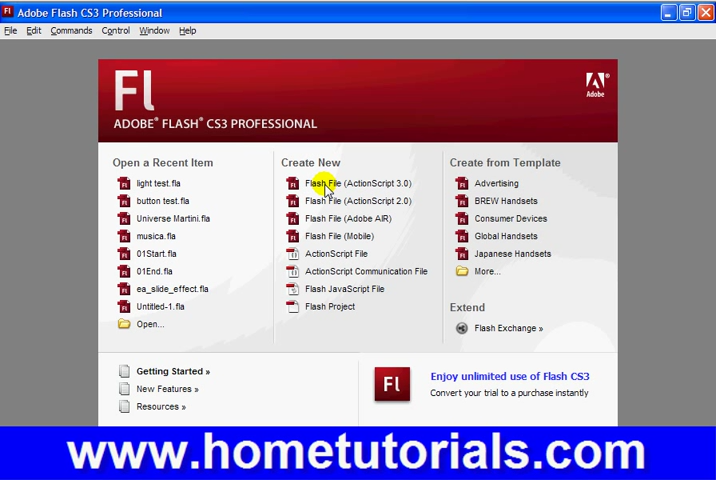 Adobe Flash CS3 Professional
File Edit Commands Control Window Help
Fl
ADOBE® FLASH® CS3 PROFESSIONAL
Adobe®
Open a Recent Item
light test.fla
button test.fla
Universe Martini.fla
musica.fla
01Start.fla
01End.fla
ea_slide_effect.fla
Untitled-1.fla
Open...
Create New
Flash File (ActionScript 3.0)
Flash File (ActionScript 2.0)
Flash File (Adobe AIR)
Flash File (Mobile)
ActionScript File
ActionScript Communication File
Flash JavaScript File
Flash Project
Create from Template
Advertising
BREW Handsets
Consumer Devices
Global Handsets
Japanese Handsets
More...
Extend
Flash Exchange »
Getting Started »
New Features »
Resources »
Fl
Enjoy unlimited use of Flash CS3
Convert your trial to a purchase instantly
www.hometutorials.com